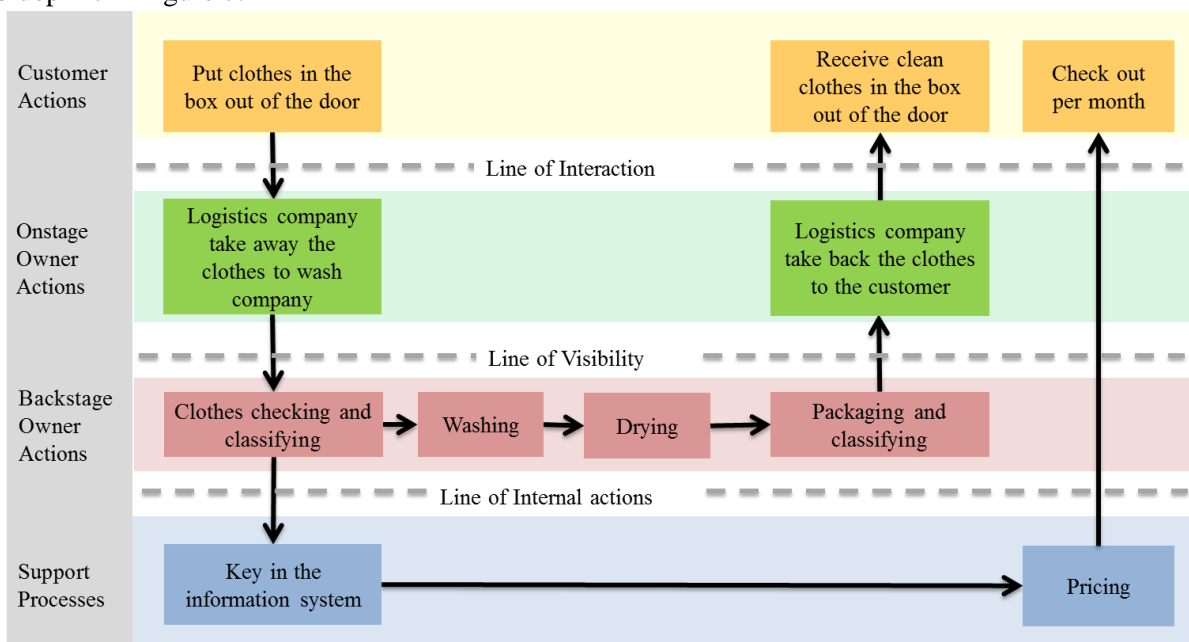 Customer
Actions
Put clothes in the
box out of the door
Receive clean
clothes in the box
out of the door
Check out
per month
Line of Interaction
Onstage
Owner
Actions
Logistics company
take away the
clothes to wash
company
Logistics company
take back the clothes
to the customer
Line of Visibility
Backstage
Owner
Actions
Clothes checking and
classifying
Washing
Drying
Packaging and
classifying
Line of Internal actions
Support
Processes
Key in the
information system
Pricing